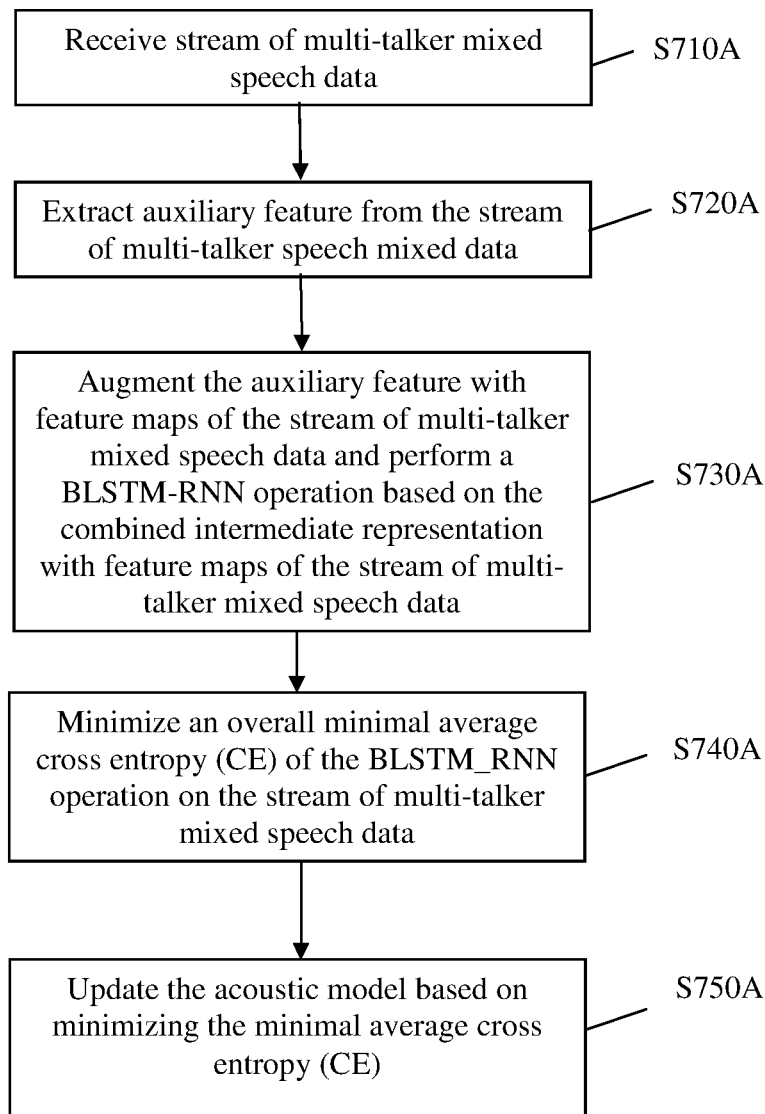 Receive stream of multi-talker mixed
speech data
S710A
Extract auxiliary feature from the stream
of multi-talker speech mixed data
S720A
Augment the auxiliary feature with
feature maps of the stream of multi-talker
mixed speech data and perform a
BLSTM-RNN operation based on the
combined intermediate representation
with feature maps of the stream of multi-
talker mixed speech data
S730A
Minimize an overall minimal average
cross entropy (CE) of the BLSTM_RNN
operation on the stream of multi-talker
mixed speech data
S740A
Update the acoustic model based on
minimizing the minimal average cross
entropy (CE)
S750A